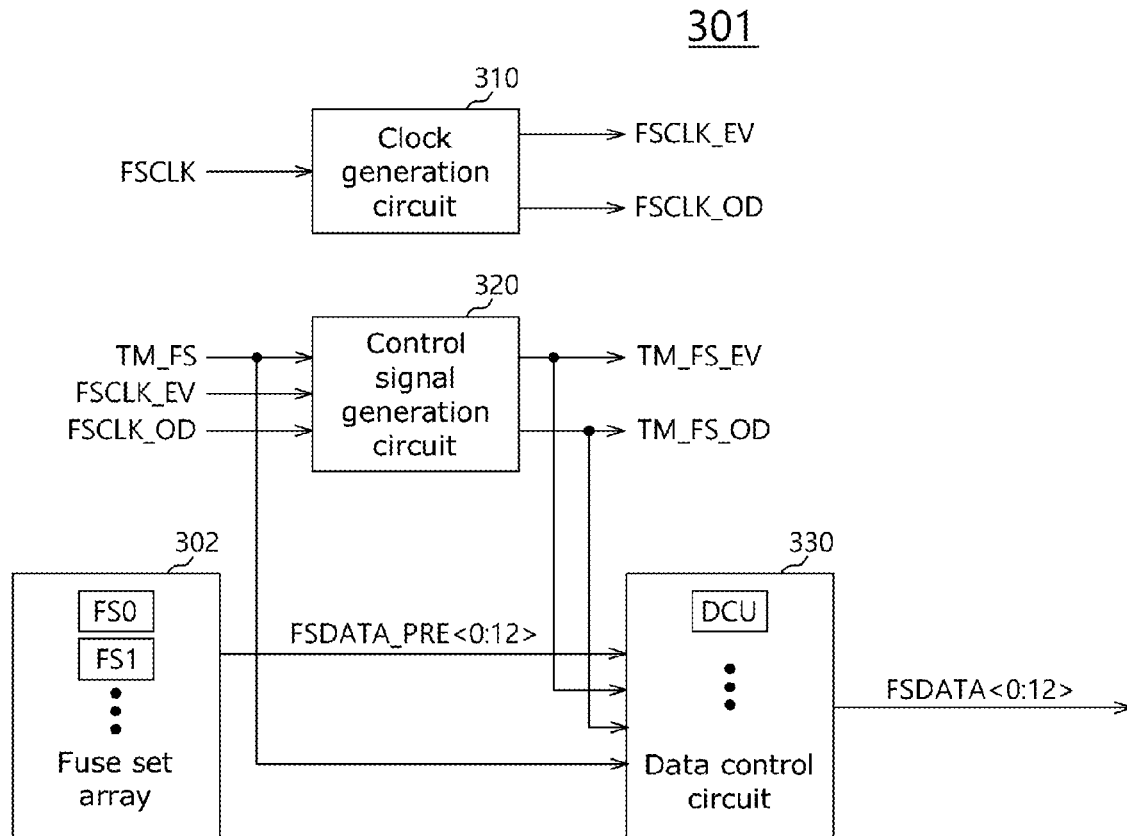 301
310
Clock
generation
circuit
FSCLK
FSCLK_EV
FSCLK_OD
320
Control
signal
generation
circuit
TM_FS
FSCLK_EV
FSCLK_OD
TM_FS_EV
TM_FS_OD
302
FS0
FS1
Fuse set
array
FSDATA_PRE<0:12>
330
DCU
Data control
circuit
FSDATA<0:12>